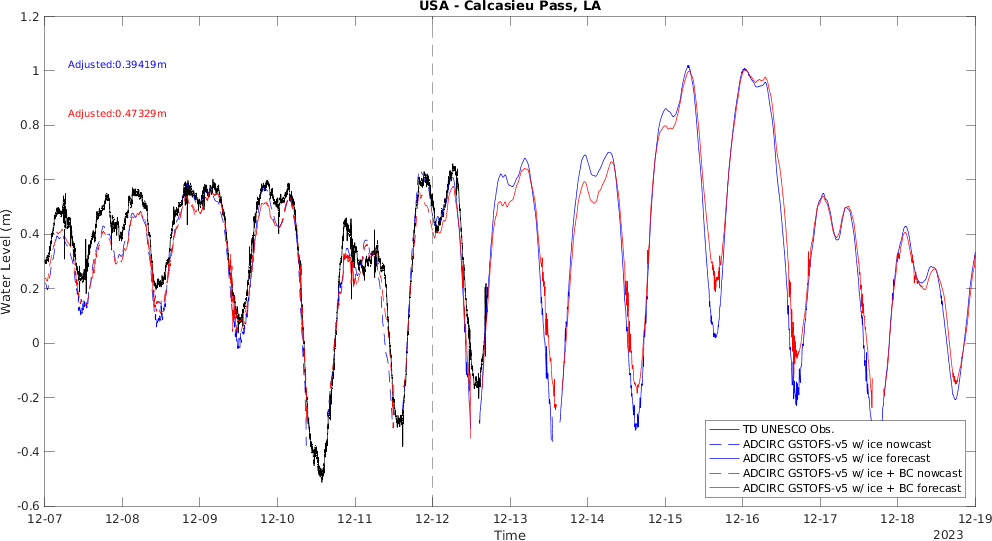 USA - Calcasieu Pass, LA
1.2
1
0.8
0.6
0.4
0.2
0
-0.2
-0.4
-0.6
Water Level (m)
Adjusted:0.39419m
Adjusted:0.47329m
TD UNESCO Obs.
ADCIRC GSTOFS-v5 w/ ice nowcast
ADCIRC GSTOFS-v5 w/ ice forecast
ADCIRC GSTOFS-v5 w/ ice + BC nowcast
ADCIRC GSTOFS-v5 w/ ice + BC forecast
12-07 12-08 12-09 12-10 12-11 12-12 12-13 12-14 12-15 12-16 12-17 12-18 12-19
Time
2023